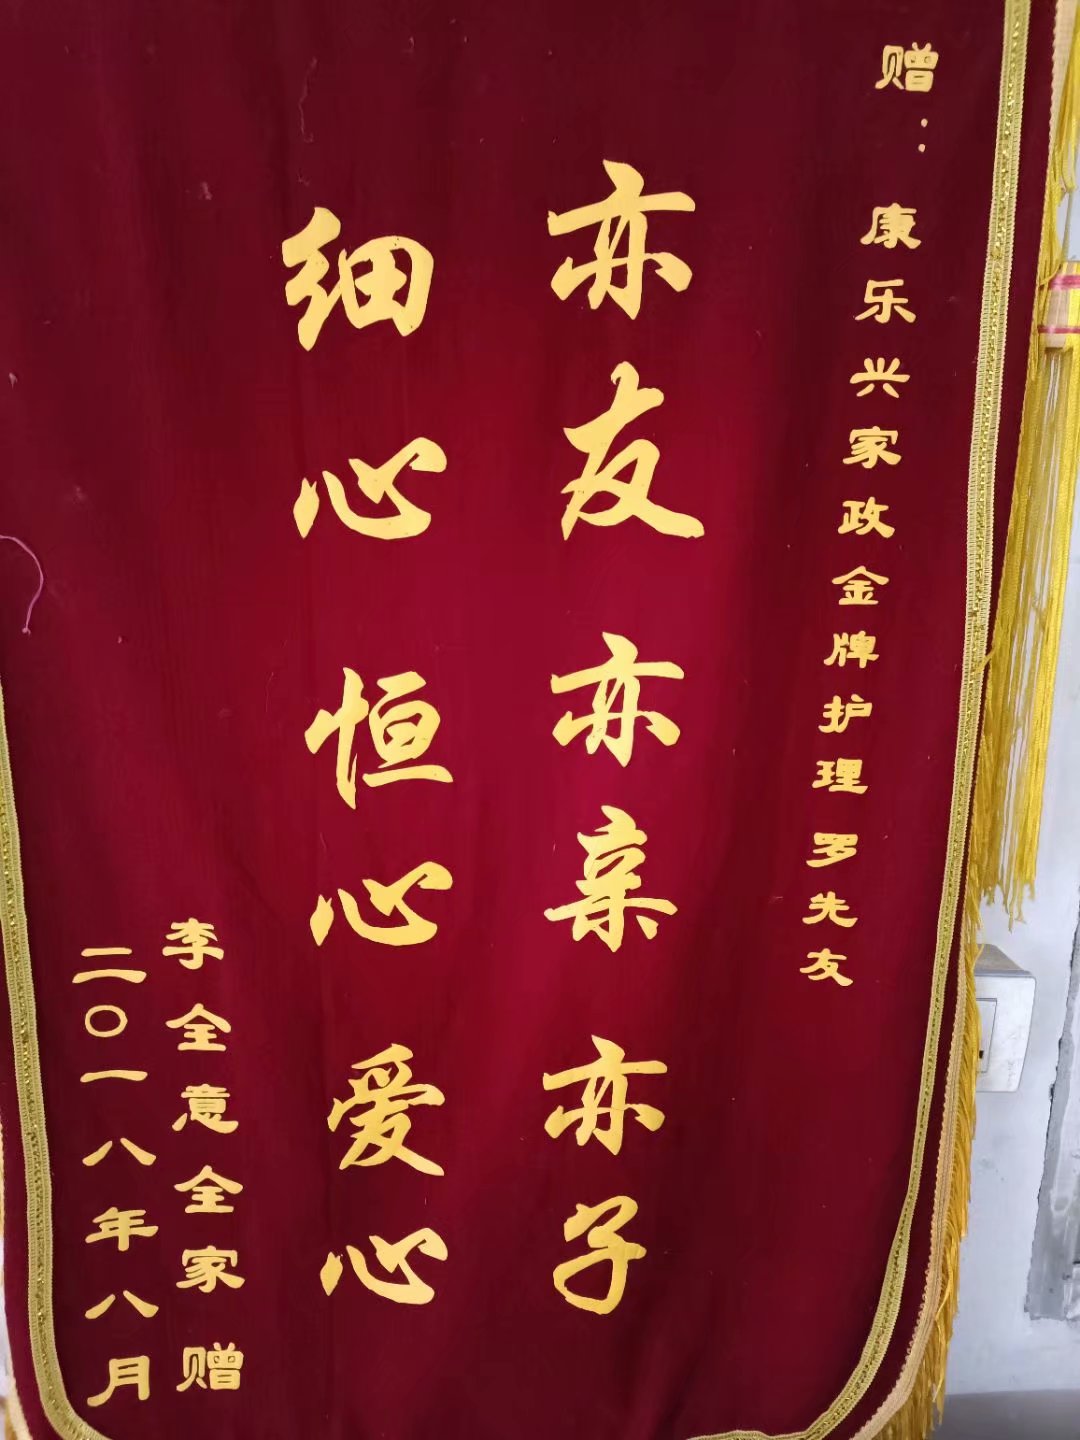 赠：康乐兴家政金牌护理罗先友
亦友亦亲亦子
细心恒心爱心
李全意全家赠
二〇一八年八月